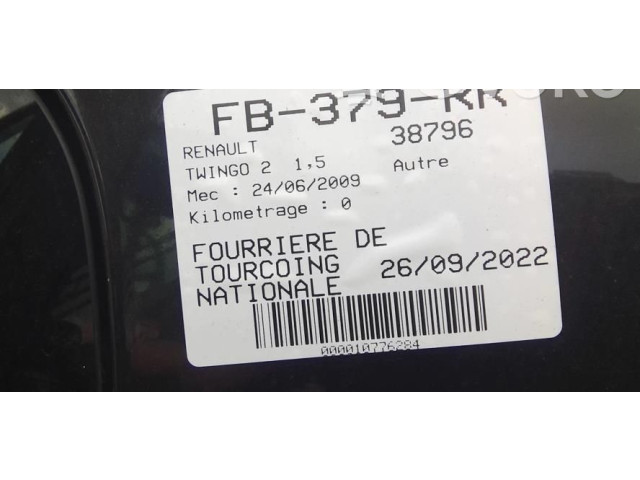 FB-379-RR
RENAULT 38796
TWINGO 2 1,5 Autre
Mec : 24/06/2009
Kilometrage : 0
FOURRIERE DE
TOURCOING 26/09/2022
NATIONALE
000010776284